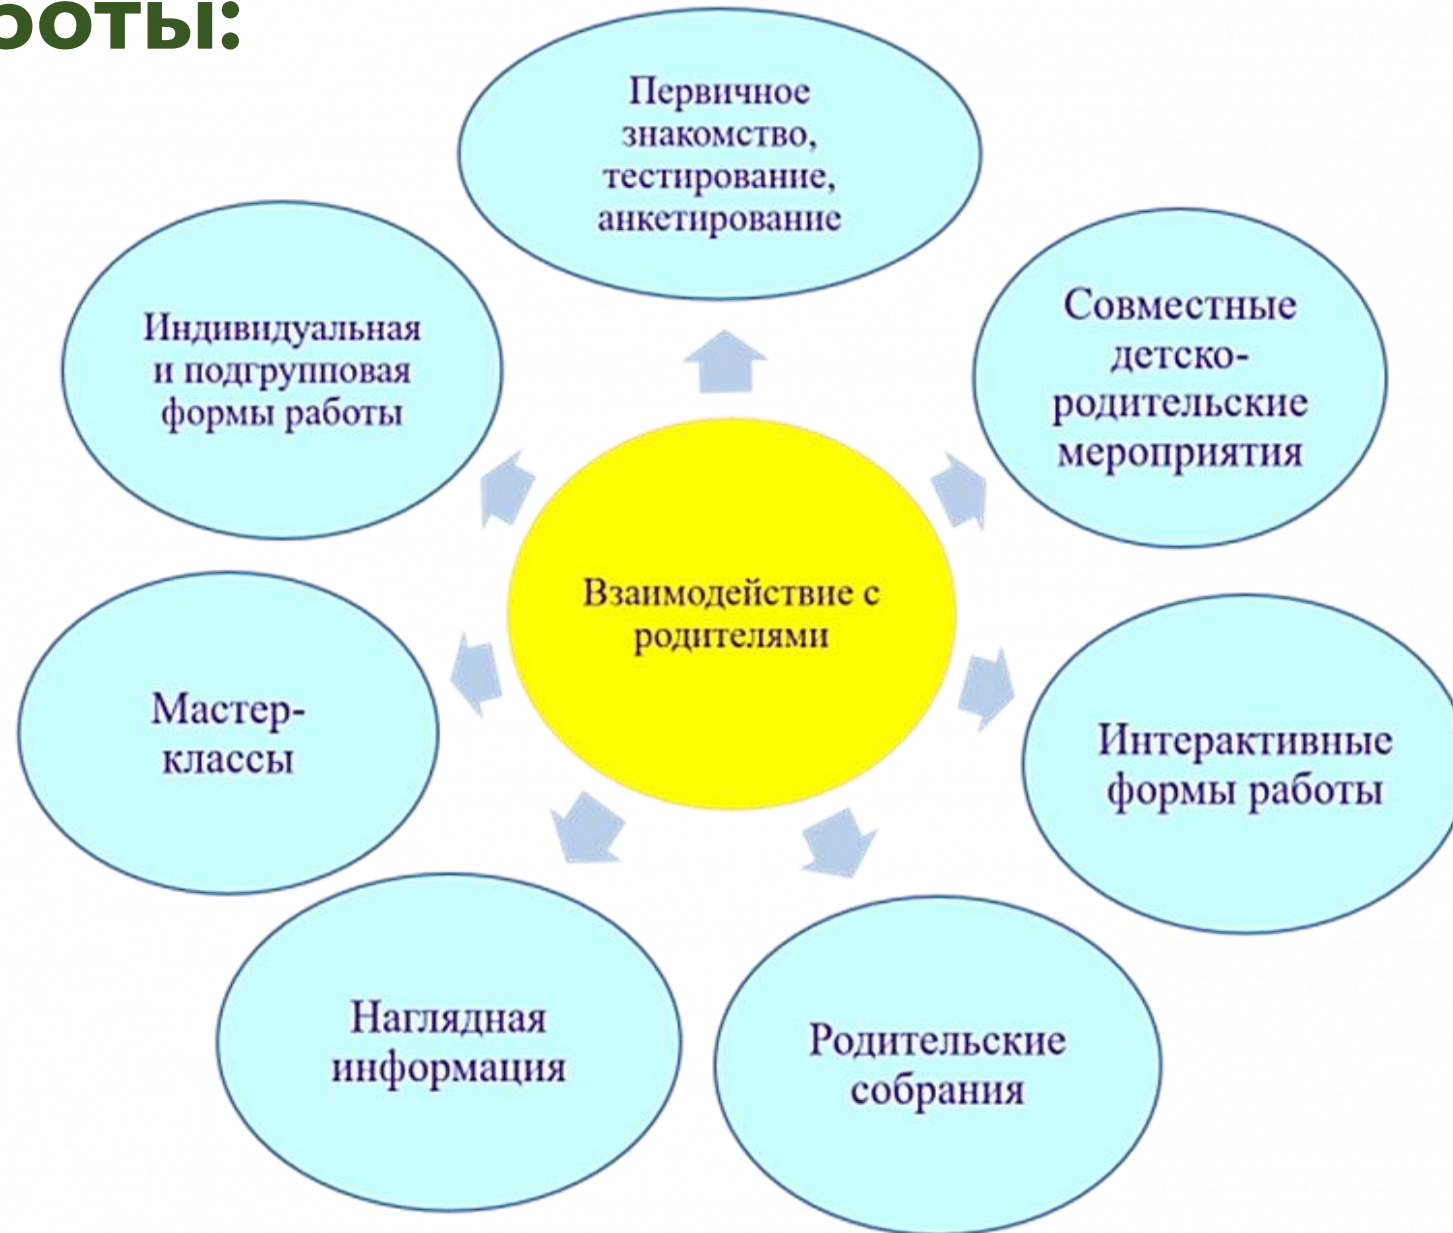 боты:
Первичное
знакомство,
тестирование,
анкетирование
Совместные
детско-
родительские
мероприятия
Интерактивные
формы работы
Родительские
собрания
Наглядная
информация
Мастер-
классы
Индивидуальная
и подгрупповая
формы работы
Взаимодействие с
родителями